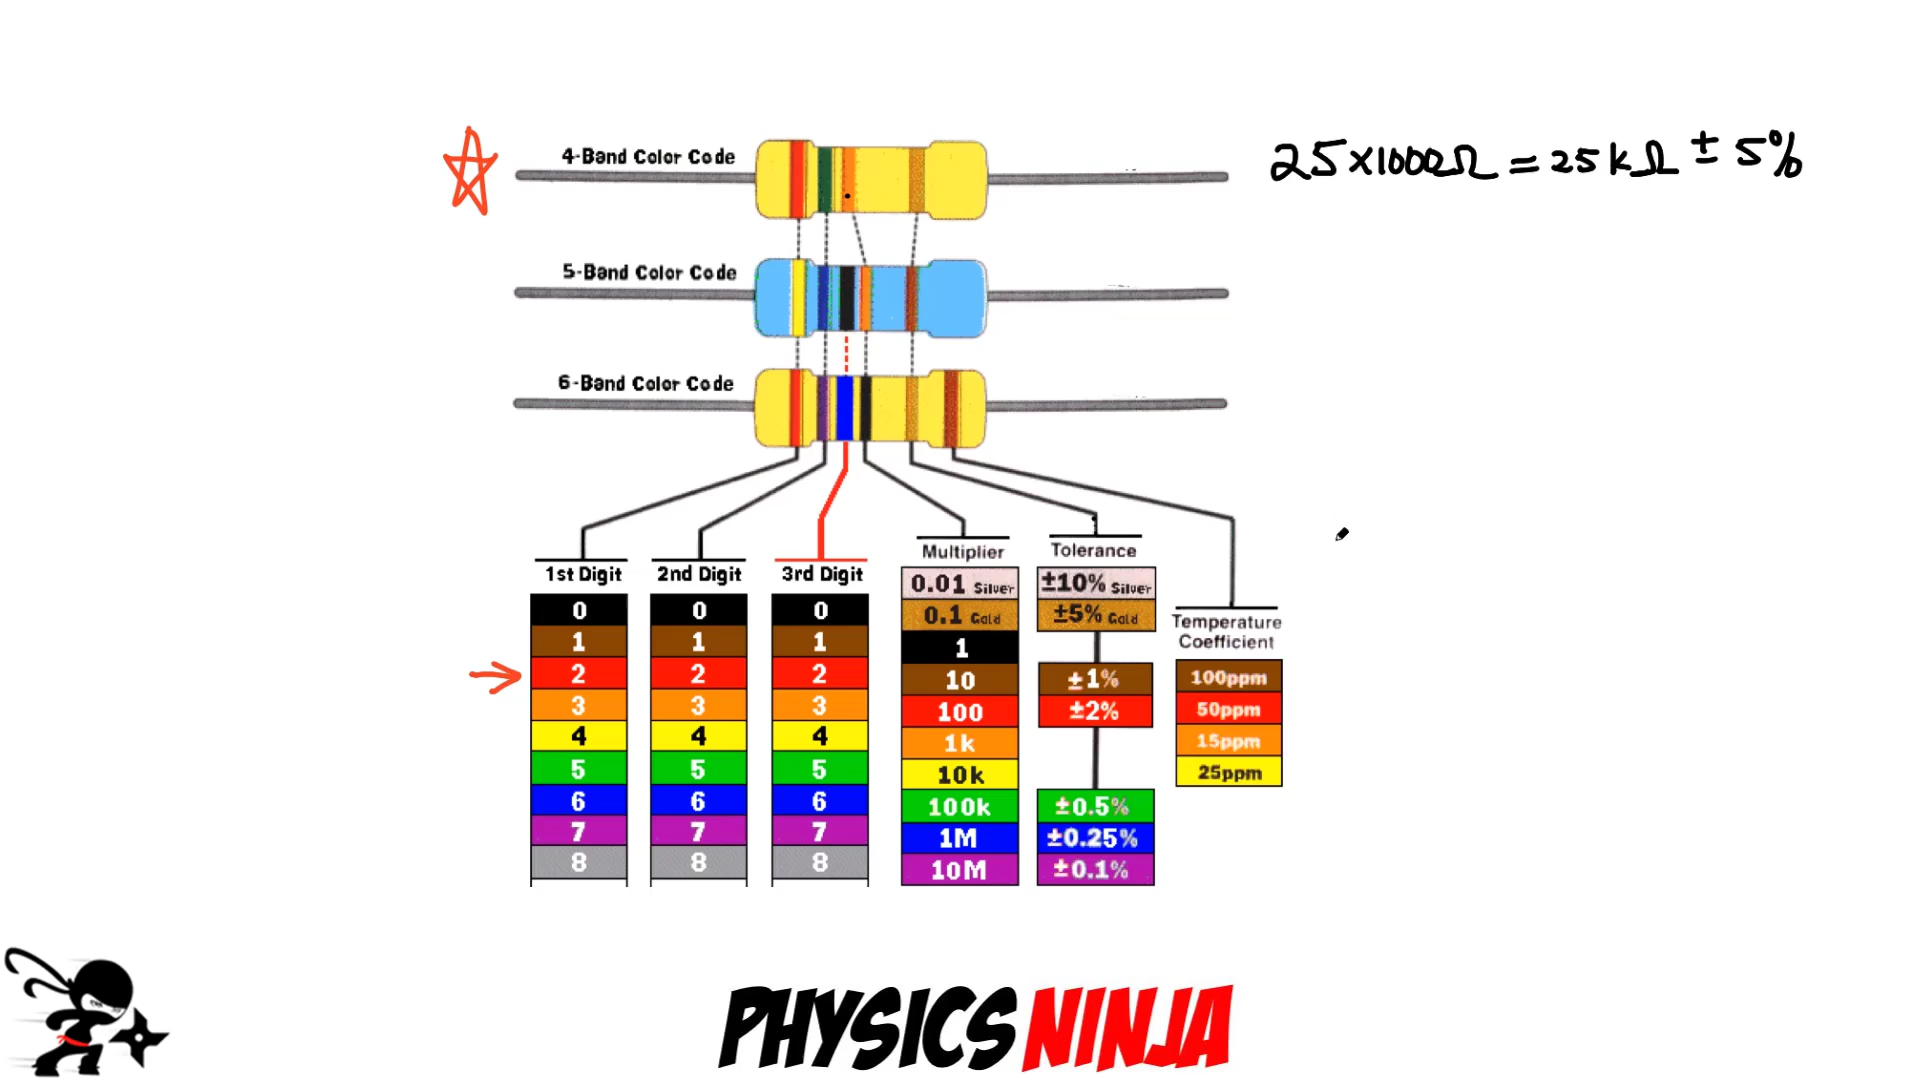 4-Band Color Code
25 x 1000Ω = 25 kΩ ± 5%
5-Band Color Code
6-Band Color Code
1st Digit
0
1
2
3
4
5
6
7
8
2nd Digit
0
1
2
3
4
5
6
7
8
3rd Digit
0
1
2
3
4
5
6
7
8
Multiplier
0.01 Silver
0.1 Gold
1
10
100
1k
10k
100k
1M
10M
Tolerance
±10% Silver
±5% Gold
±1%
±2%
±0.5%
±0.25%
±0.1%
Temperature
Coefficient
100ppm
50ppm
15ppm
25ppm
PHYSICS NINJA